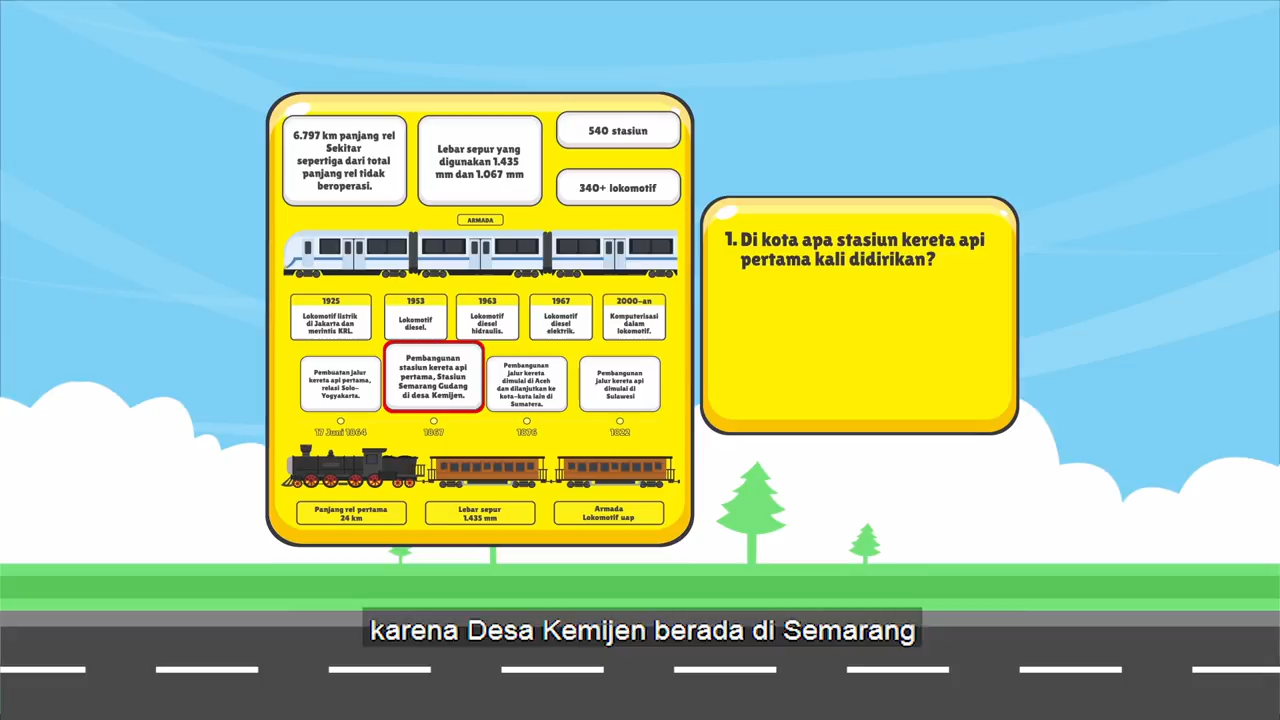 6.797 km panjang rel
Sekitar
sepertiga dari total
panjang rel tidak
beroperasi.
Lebar sepur yang
digunakan 1.435
mm dan 1.067 mm
540 stasiun
340+ lokomotif
ARMADA
1925
Lokomotif listrik
di Jakarta dan
merintis KRL.
1953
Lokomotif
diesel.
1963
Lokomotif
diesel
hidraulis.
1967
Lokomotif
diesel
elektrik.
2000-an
Komputerisasi
dalam
lokomotif.
Pembuatan jalur
kereta api pertama,
relasi Solo-
Yogyakarta.
Pembangunan
stasiun kereta api
pertama, Stasiun
Semarang Gudang
di desa Kemijen.
Pembangunan
jalur kereta
dimulai di Aceh
dan dilanjutkan ke
kota-kota lain di
Sumatera.
Pembangunan
jalur kereta api
dimulai di
Sulawesi
17 Juni 1864
1867
1876
1822
Panjang rel pertama
24 km
Lebar sepur
1.435 mm
Armada
Lokomotif uap
1. Di kota apa stasiun kereta api
pertama kali didirikan?
karena Desa Kemijen berada di Semarang